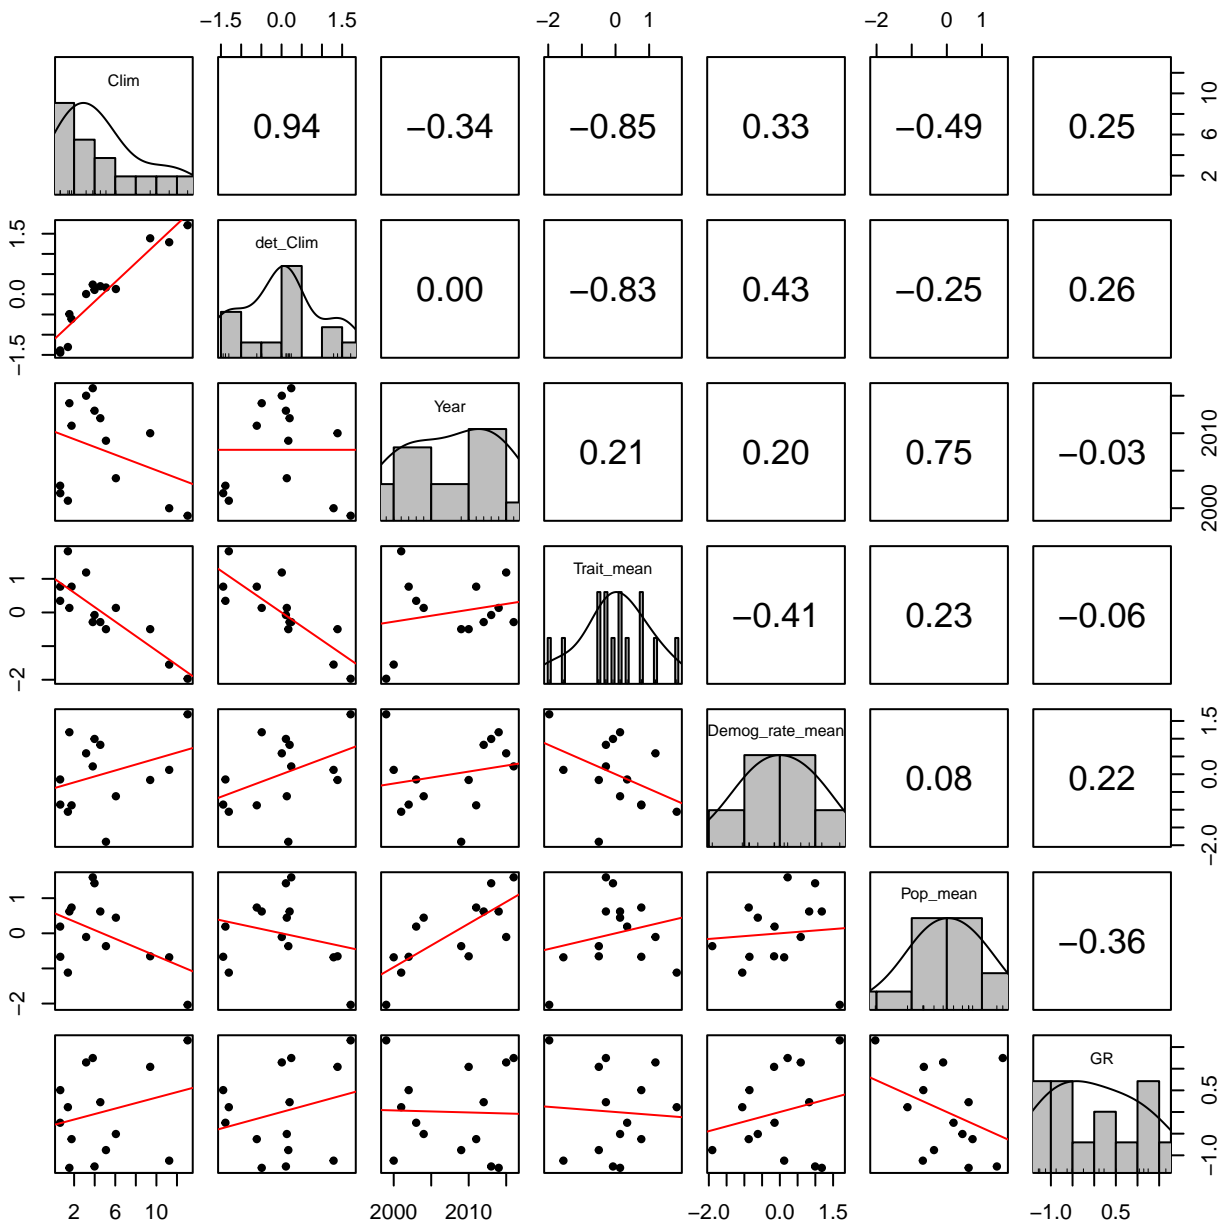 −1.5 0.0 1.5 −2 0 1 −2 0 1
Clim
0.94 −0.34 −0.85 0.33 −0.49 0.25
2 6 10
−1.5 0.0 1.5
det_Clim
0.00 −0.83 0.43 −0.25 0.26
Year
0.21 0.20 0.75 −0.03
2000 2010
−2 0 1
Trait_mean
−0.41 0.23 −0.06
Demog_rate_mean
0.08 0.22
−2.0 0.0 1.5
−2 0 1
Pop_mean
−0.36
GR
−1.0 0.5
2 6 10 2000 2010 −2.0 0.0 1.5 −1.0 0.5